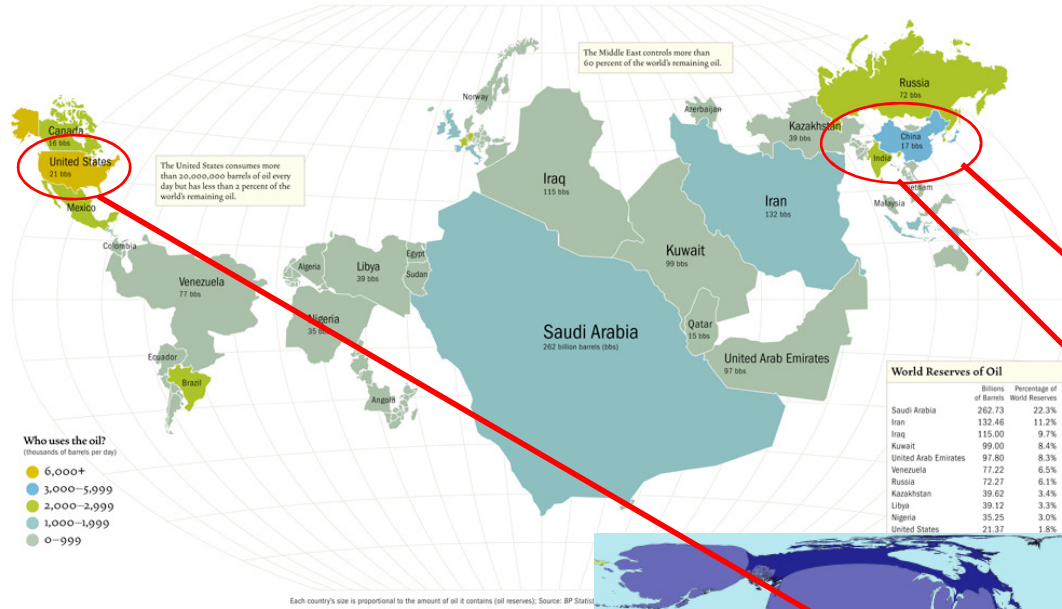 The Middle East controls more than
60 percent of the world's remaining oil.
Russia
72 bbs
Norway
Azerbaijan
Canada
16 bbs
Kazakhstan
39 bbs
China
17 bbs
United States
21 bbs
The United States consumes more
than 20,000,000 barrels of oil every
day but has less than 2 percent of the
world's remaining oil.
India
Iraq
115 bbs
Vietnam
Mexico
Iran
132 bbs
Malaysia
Colombia
Kuwait
99 bbs
Egypt
Algeria
Libya
39 bbs
Sudan
Venezuela
77 bbs
Nigeria
35 bbs
Saudi Arabia
262 billion barrels (bbs)
Qatar
15 bbs
United Arab Emirates
97 bbs
Ecuador
Brazil
Angola
World Reserves of Oil
Billions of Barrels Percentage of World Reserves
Saudi Arabia 262.73 22.3%
Iran 132.46 11.2%
Iraq 115.00 9.7%
Kuwait 99.00 8.4%
United Arab Emirates 97.80 8.3%
Venezuela 77.22 6.5%
Russia 72.27 6.1%
Kazakhstan 39.62 3.4%
Libya 39.12 3.3%
Nigeria 35.25 3.0%
United States 21.37 1.8%
Who uses the oil?
(thousands of barrels per day)
6,000+
3,000–5,999
2,000–2,999
1,000–1,999
0–999
Each country's size is proportional to the amount of oil it contains (oil reserves); Source: BP